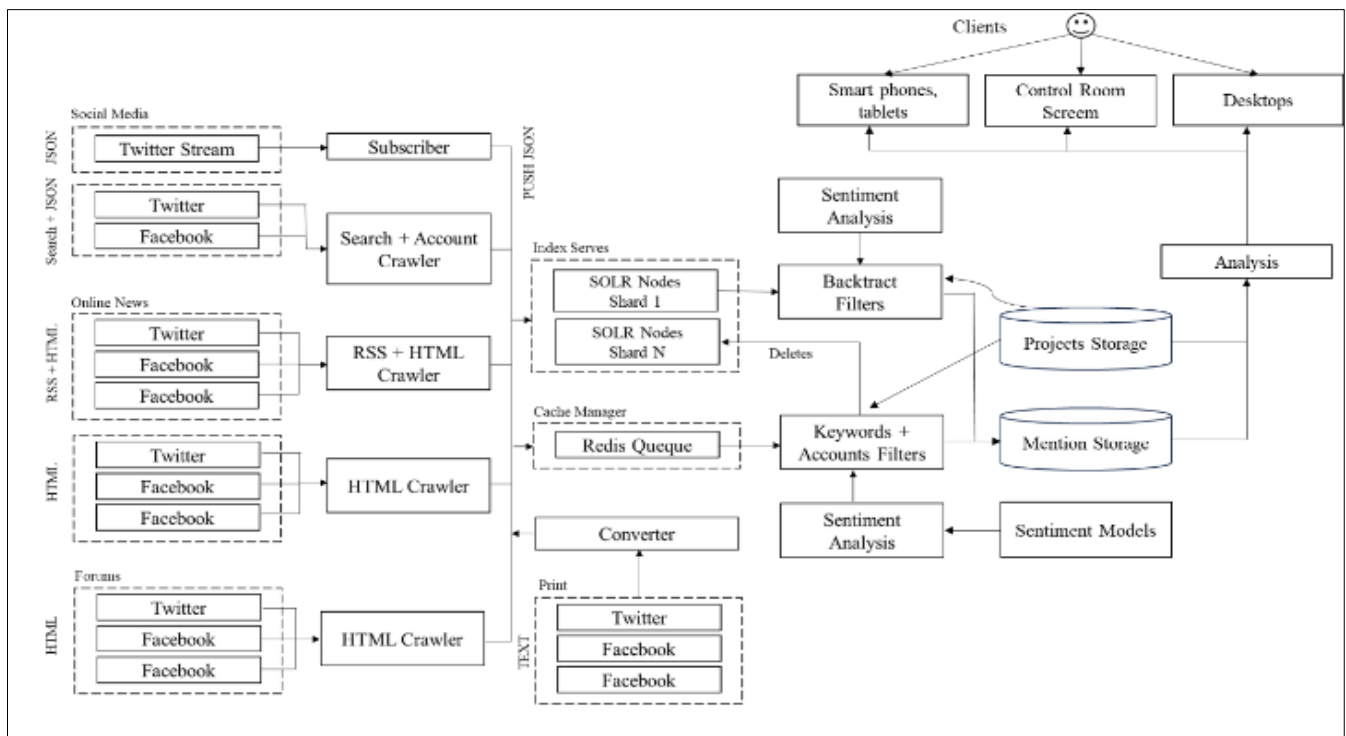 Clients
Smart phones,
tablets
Control Room
Screem
Desktops
Social Media
JSON
Twitter Stream
Subscriber
PUSH JSON
Search + JSON
Twitter
Facebook
Search + Account
Crawler
Sentiment
Analysis
Index Serves
SOLR Nodes
Shard 1
SOLR Nodes
Shard N
Backtract
Filters
Analysis
Projects Storage
Deletes
Online News
RSS + HTML
Twitter
Facebook
Facebook
RSS + HTML
Crawler
Cache Manager
Redis Queque
Keywords +
Accounts Filters
Mention Storage
HTML
Twitter
Facebook
Facebook
HTML Crawler
Converter
Sentiment
Analysis
Sentiment Models
Forums
HTML
Twitter
Facebook
Facebook
HTML Crawler
Print
TEXT
Twitter
Facebook
Facebook